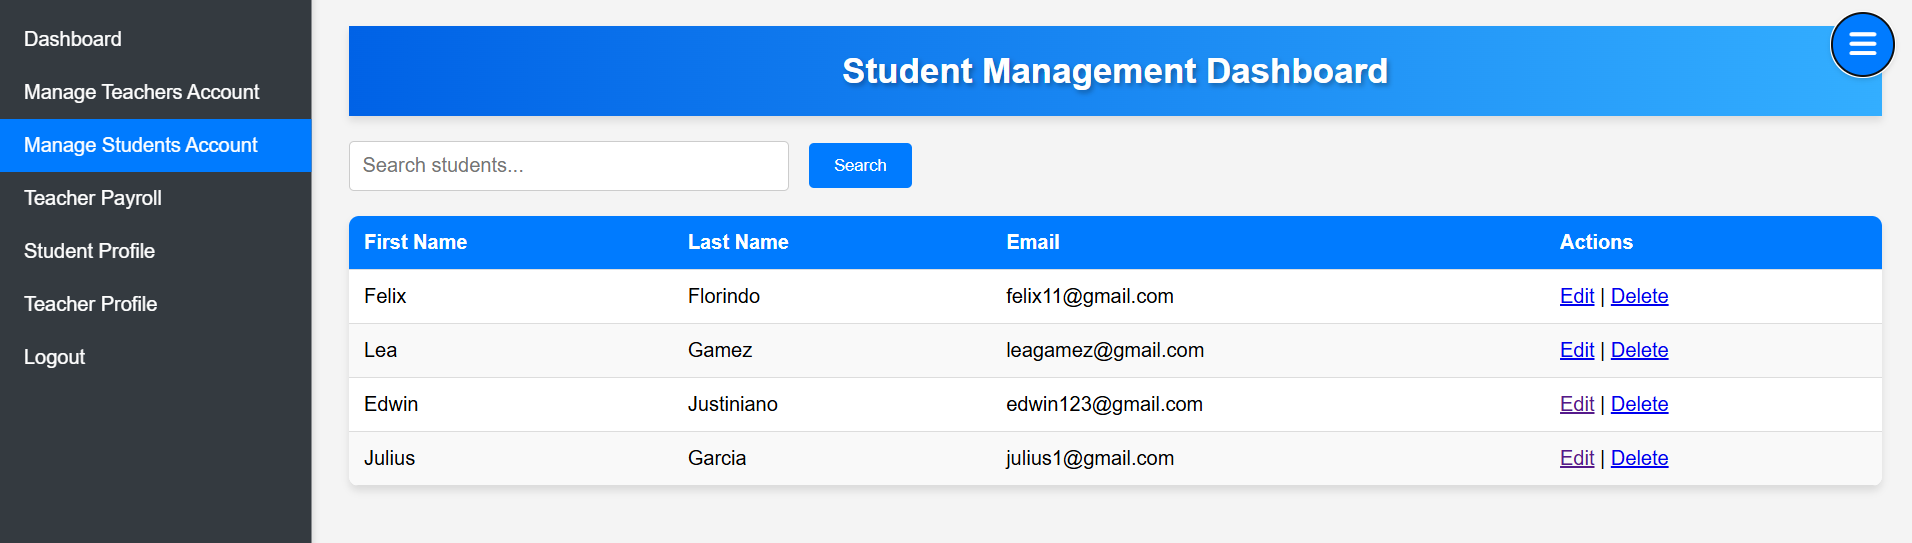 Dashboard
Manage Teachers Account
Manage Students Account
Teacher Payroll
Student Profile
Teacher Profile
Logout
Student Management Dashboard
Search students...
Search
First Name Last Name Email Actions
Felix Florindo felix11@gmail.com Edit | Delete
Lea Gamez leagamez@gmail.com Edit | Delete
Edwin Justiniano edwin123@gmail.com Edit | Delete
Julius Garcia julius1@gmail.com Edit | Delete